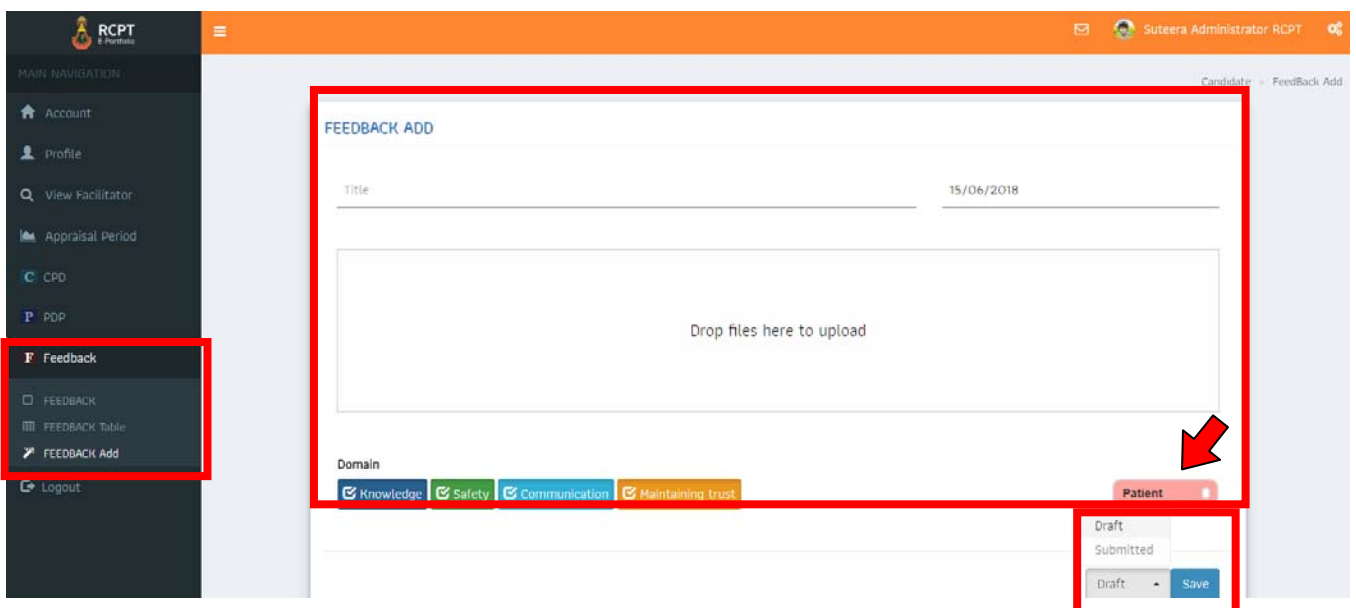 RCPT
E-Portfolio
Suteera Administrator RCPT
MAIN NAVIGATION
Candidate
FeedBack Add
Account
Profile
View Facilitator
Appraisal Period
C CPD
P PDP
F Feedback
FEEDBACK
FEEDBACK Table
FEEDBACK Add
Logout
FEEDBACK ADD
Title
15/06/2018
Drop files here to upload
Domain
Knowledge Safety Communication Maintaining trust
Patient
Draft
Submitted
Draft Save